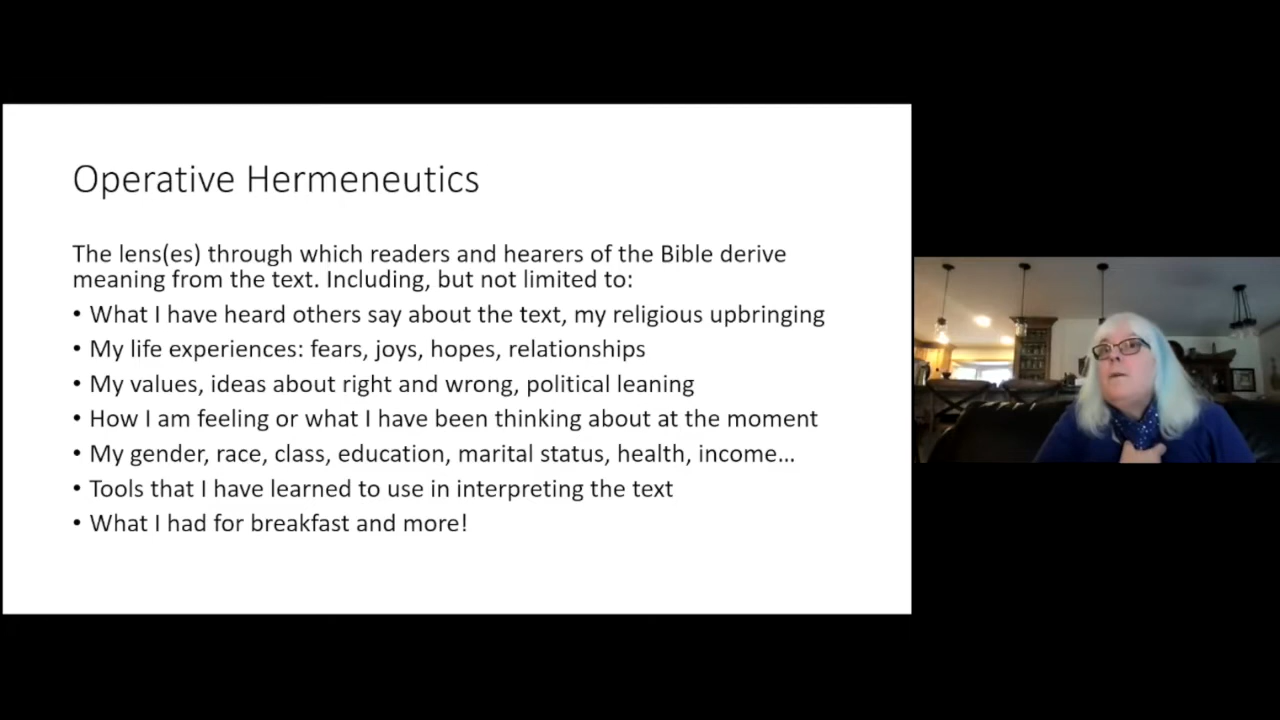 Operative Hermeneutics
The lens(es) through which readers and hearers of the Bible derive
meaning from the text. Including, but not limited to:
• What I have heard others say about the text, my religious upbringing
• My life experiences: fears, joys, hopes, relationships
• My values, ideas about right and wrong, political leaning
• How I am feeling or what I have been thinking about at the moment
• My gender, race, class, education, marital status, health, income...
• Tools that I have learned to use in interpreting the text
• What I had for breakfast and more!